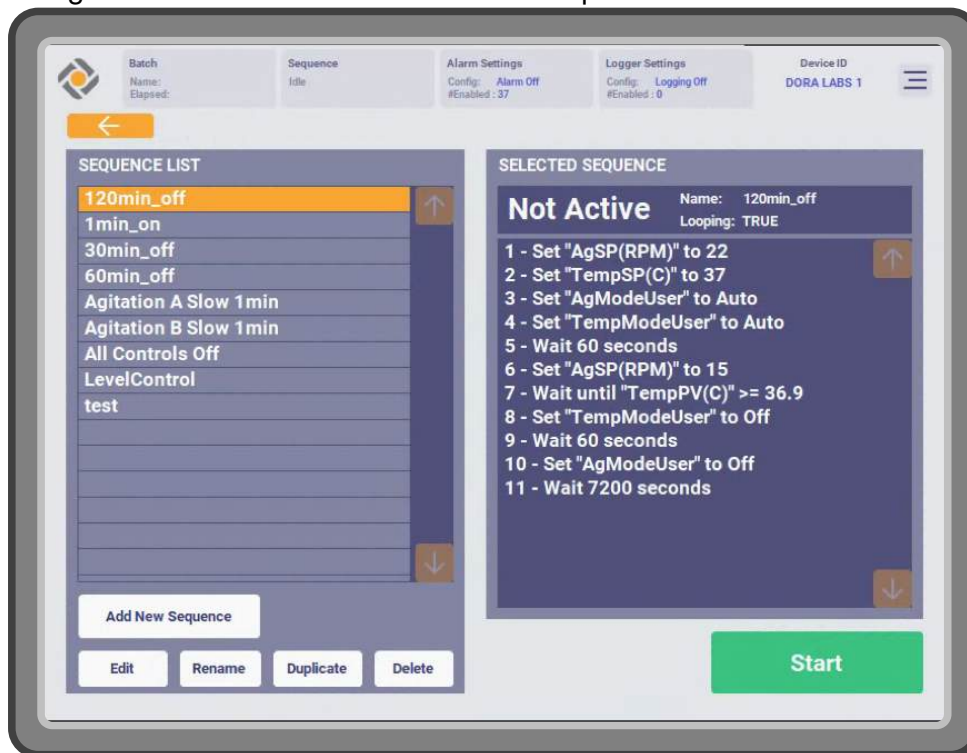 Batch
Name:
Elapsed:
Sequence
Idle
Alarm Settings
Config: Alarm Off
#Enabled : 37
Logger Settings
Config: Logging Off
#Enabled : 0
Device ID
DORA LABS 1
SEQUENCE LIST
120min_off
1min_on
30min_off
60min_off
Agitation A Slow 1min
Agitation B Slow 1min
All Controls Off
LevelControl
test
Add New Sequence
Edit
Rename
Duplicate
Delete
SELECTED SEQUENCE
Not Active
Name: 120min_off
Looping: TRUE
1 - Set "AgSP(RPM)" to 22
2 - Set "TempSP(C)" to 37
3 - Set "AgModeUser" to Auto
4 - Set "TempModeUser" to Auto
5 - Wait 60 seconds
6 - Set "AgSP(RPM)" to 15
7 - Wait until "TempPV(C)" >= 36.9
8 - Set "TempModeUser" to Off
9 - Wait 60 seconds
10 - Set "AgModeUser" to Off
11 - Wait 7200 seconds
Start